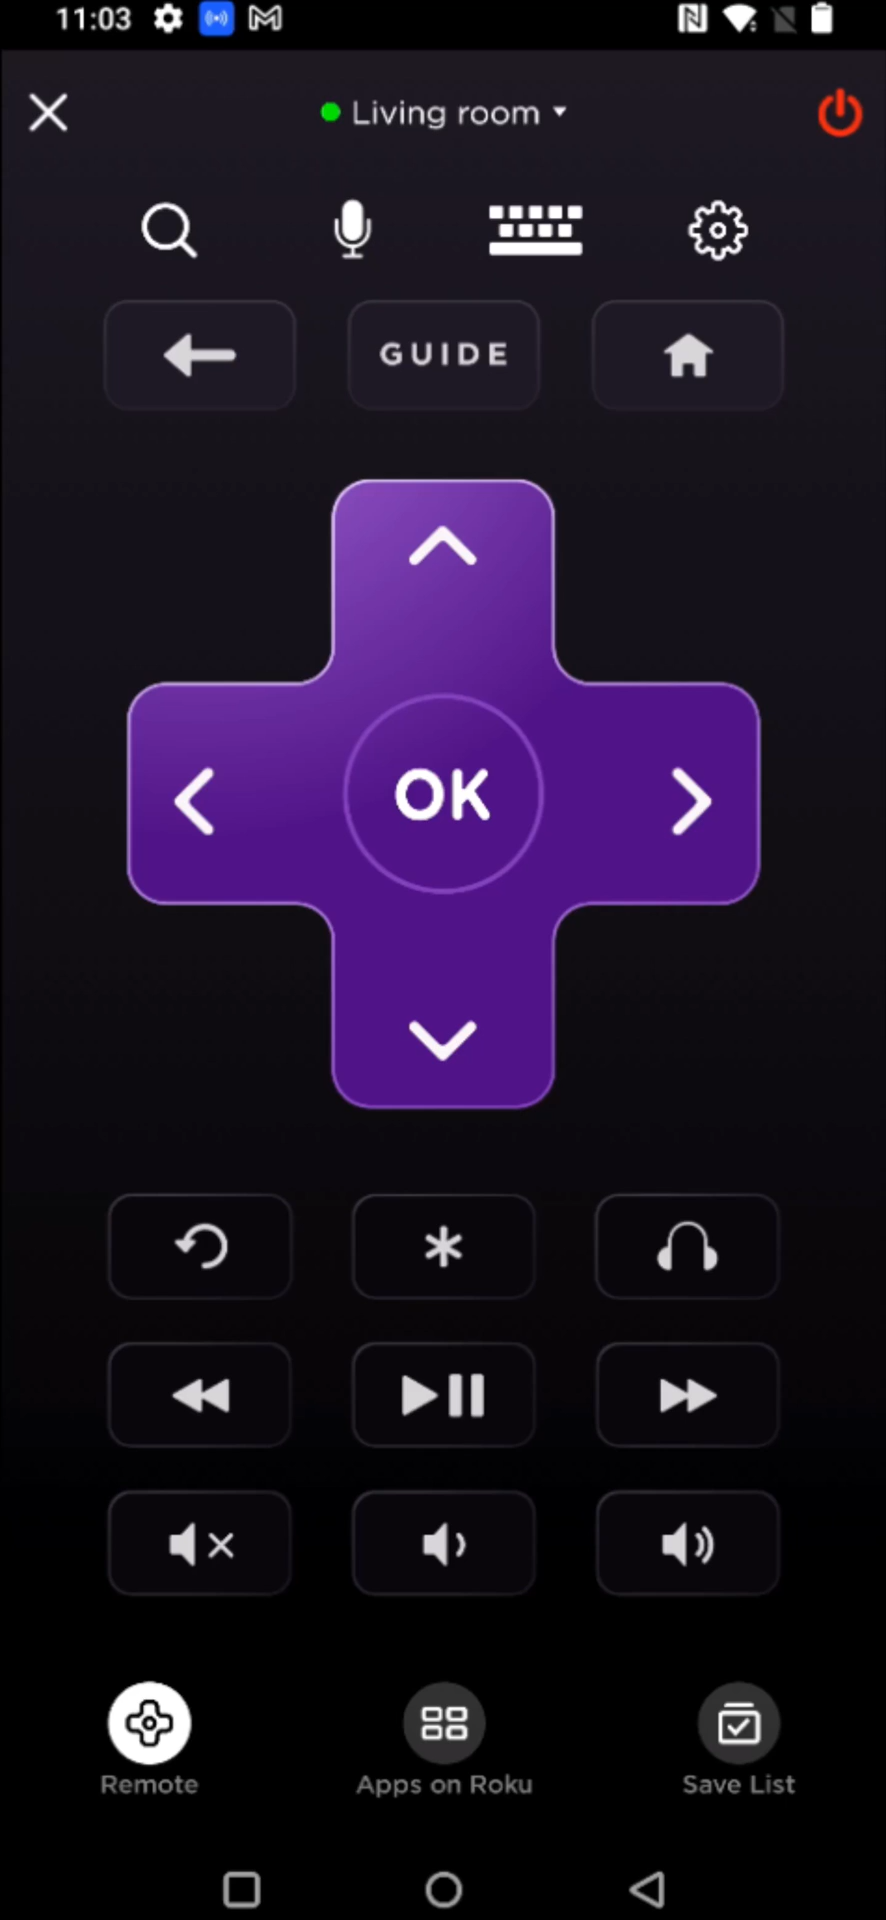 11:03
Living room
GUIDE
OK
Remote
Apps on Roku
Save List